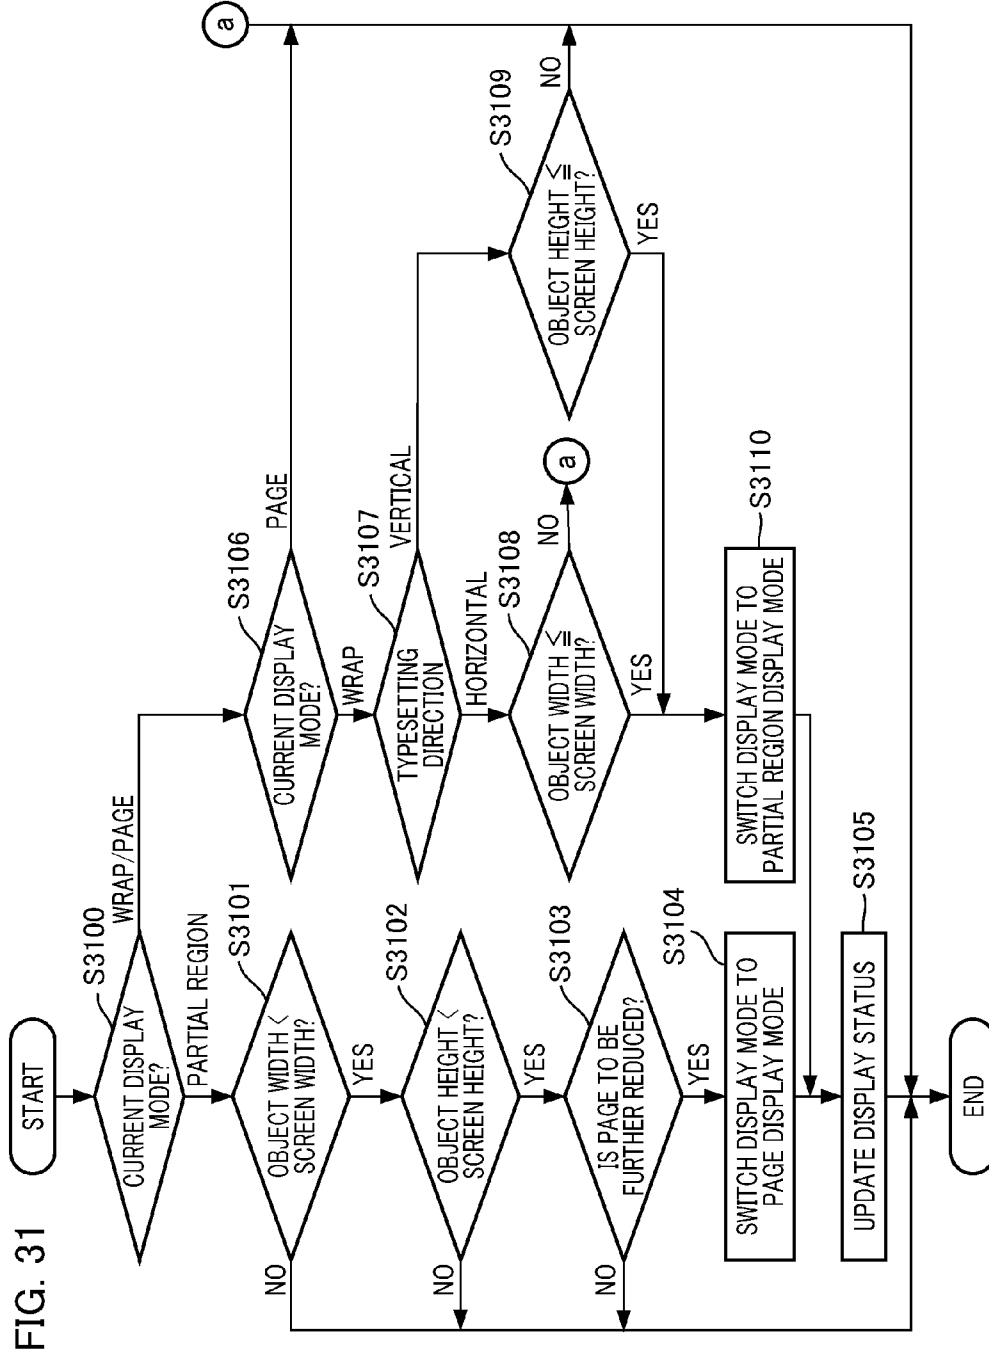 FIG. 31
START
S3100
CURRENT DISPLAY
MODE?
WRAP/PAGE
PARTIAL REGION
S3101
OBJECT WIDTH <
SCREEN WIDTH?
NO
YES
S3102
OBJECT HEIGHT <
SCREEN HEIGHT?
NO
YES
S3103
IS PAGE TO BE
FURTHER REDUCED?
NO
YES
S3104
SWITCH DISPLAY MODE TO
PAGE DISPLAY MODE
S3105
UPDATE DISPLAY STATUS
END
S3106
CURRENT DISPLAY
MODE?
PAGE
WRAP
S3107
TYPESETTING
DIRECTION
VERTICAL
HORIZONTAL
S3108
OBJECT WIDTH ≦
SCREEN WIDTH?
NO
a
YES
S3109
OBJECT HEIGHT ≦
SCREEN HEIGHT?
NO
YES
S3110
SWITCH DISPLAY MODE TO
PARTIAL REGION DISPLAY MODE
a